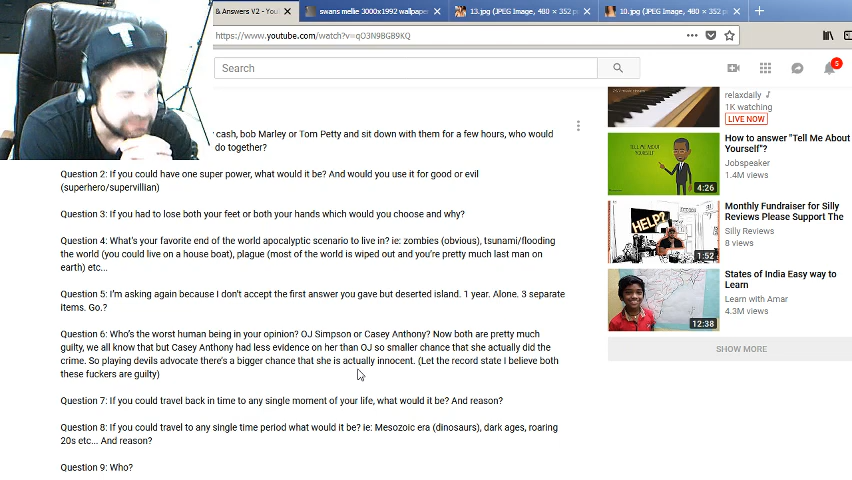 & Answers V2 - You
swans mellie 3000x1992 wallpaper
13.jpg (JPEG Image, 480 × 352 p
10.jpg (JPEG Image, 480 × 352 p
https://www.youtube.com/watch?v=qO3N9BGB9KQ
Search
5
T
cash, bob Marley or Tom Petty and sit down with them for a few hours, who would
do together?
Question 2: If you could have one super power, what would it be? And would you use it for good or evil
(superhero/supervillian)
Question 3: If you had to lose both your feet or both your hands which would you choose and why?
Question 4: What's your favorite end of the world apocalyptic scenario to live in? ie: zombies (obvious), tsunami/flooding
the world (you could live on a house boat), plague (most of the world is wiped out and you're pretty much last man on
earth) etc...
Question 5: I'm asking again because I don't accept the first answer you gave but deserted island. 1 year. Alone. 3 separate
items. Go.?
Question 6: Who's the worst human being in your opinion? OJ Simpson or Casey Anthony? Now both are pretty much
guilty, we all know that but Casey Anthony had less evidence on her than OJ so smaller chance that she actually did the
crime. So playing devils advocate there's a bigger chance that she is actually innocent. (Let the record state I believe both
these fuckers are guilty)
Question 7: If you could travel back in time to any single moment of your life, what would it be? And reason?
Question 8: If you could travel to any single time period what would it be? ie: Mesozoic era (dinosaurs), dark ages, roaring
20s etc... And reason?
Question 9: Who?
relaxdaily
1K watching
LIVE NOW
TELL ME ABOUT
YOURSELF
4:26
How to answer "Tell Me About
Yourself"?
Jobspeaker
1.4M views
HELP?
1:52
Monthly Fundraiser for Silly
Reviews Please Support The
Silly Reviews
8 views
12:38
States of India Easy way to
Learn
Learn with Amar
4.3M views
SHOW MORE